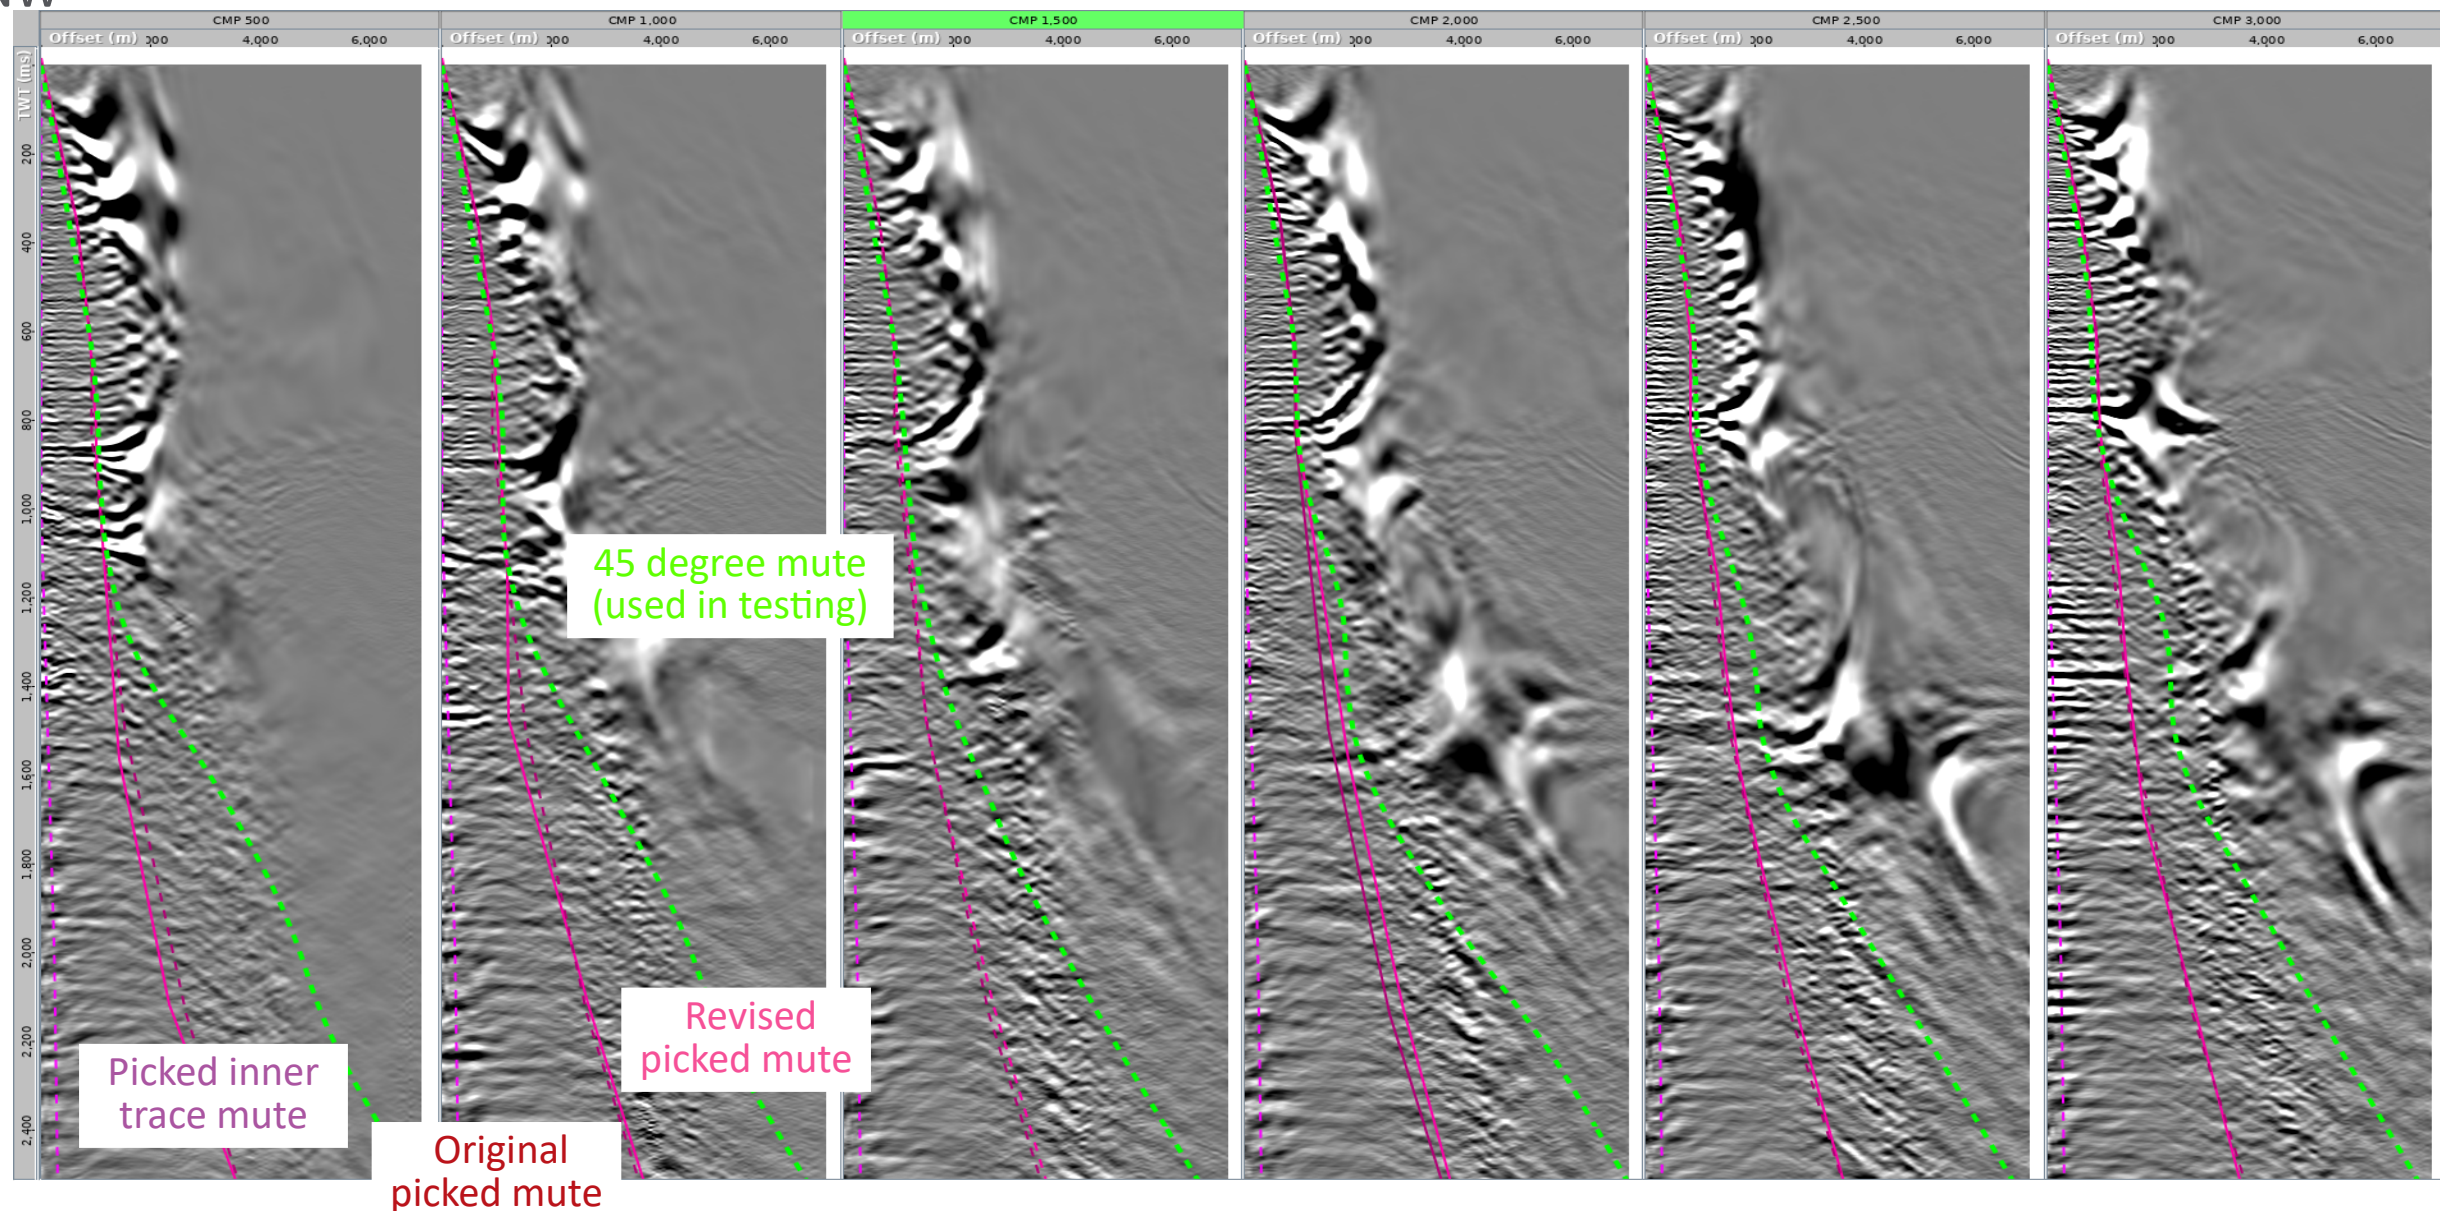 NW
CMP 500
CMP 1,000
CMP 1,500
CMP 2,000
CMP 2,500
CMP 3,000
Offset (m) 4,000 6,000
Offset (m) 4,000 6,000
Offset (m) 4,000 6,000
Offset (m) 4,000 6,000
Offset (m) 4,000 6,000
Offset (m) 4,000 6,000
TWT (ms)
200
400
600
800
1,000
1,200
1,400
1,600
1,800
2,000
2,200
2,400
45 degree mute
(used in testing)
Revised
picked mute
Picked inner
trace mute
Original
picked mute